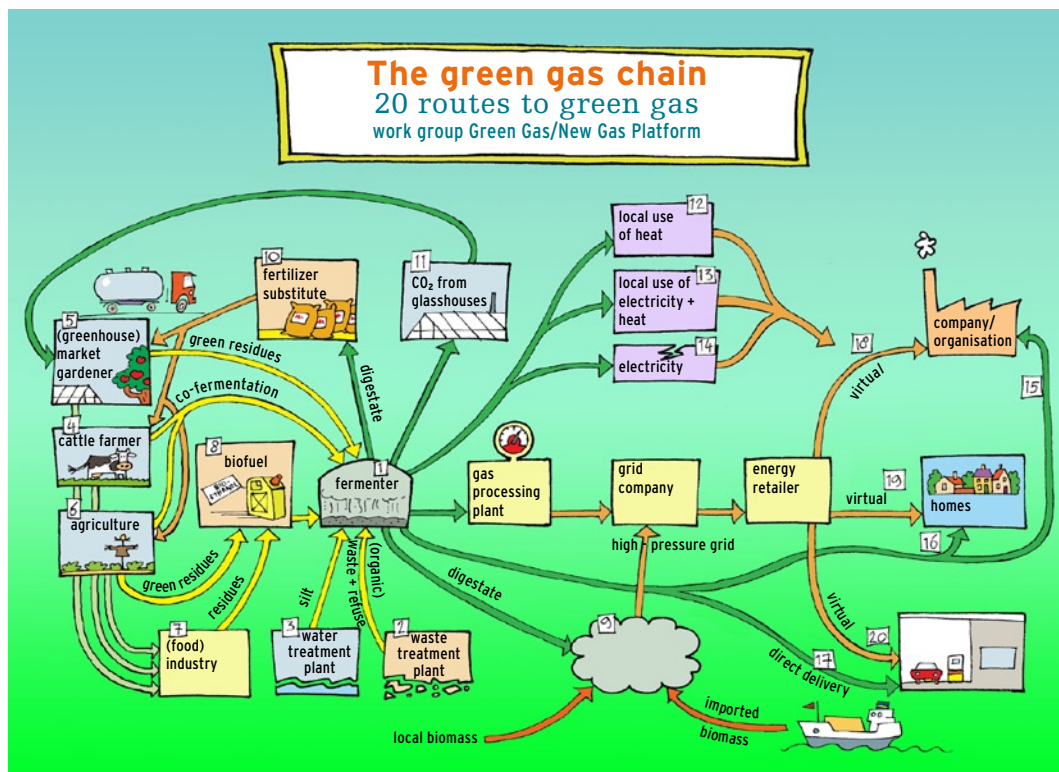 The green gas chain
20 routes to green gas
work group Green Gas/New Gas Platform
12
local use
of heat
13
local use of
electricity +
heat
14
electricity
10
fertilizer
substitute
11
CO₂ from
glasshouses
5
(greenhouse)
market
gardener
green residues
co-fermentation
digestate
4
cattle farmer
6
agriculture
8
biofuel
BIO-
ETHANOL
1
fermenter
gas
processing
plant
grid
company
energy
retailer
high pressure grid
18
virtual
company/
organisation
15
virtual
19
homes
16
virtual
20
17
direct delivery
digestate
green residues
residues
silt
(organic)
waste + refuse
7
(food)
industry
3
water
treatment
plant
2
waste
treatment
plant
9
local biomass
imported
biomass